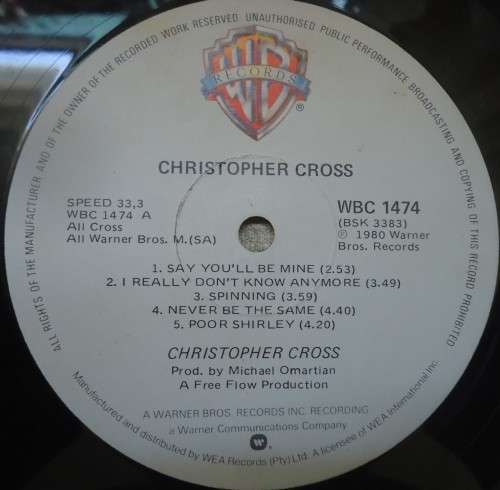 ALL RIGHTS OF THE MANUFACTURER AND OF THE OWNER OF THE RECORDED WORK RESERVED. UNAUTHORISED PUBLIC PERFORMANCE, BROADCASTING AND COPYING OF THIS RECORD PROHIBITED
WB
RECORDS
®
CHRISTOPHER CROSS
SPEED 33,3
WBC 1474 A
All Cross
All Warner Bros. M.(SA)
WBC 1474
(BSK 3383)
℗ 1980 Warner
Bros. Records
1. SAY YOU'LL BE MINE (2.53)
2. I REALLY DON'T KNOW ANYMORE (3.49)
3. SPINNING (3.59)
4. NEVER BE THE SAME (4.40)
5. POOR SHIRLEY (4.20)
CHRISTOPHER CROSS
Prod. by Michael Omartian
A Free Flow Production
A WARNER BROS. RECORDS INC. RECORDING
a Warner Communications Company
Manufactured and distributed by WEA Records (Pty) Ltd. A licensee of WEA International Inc.